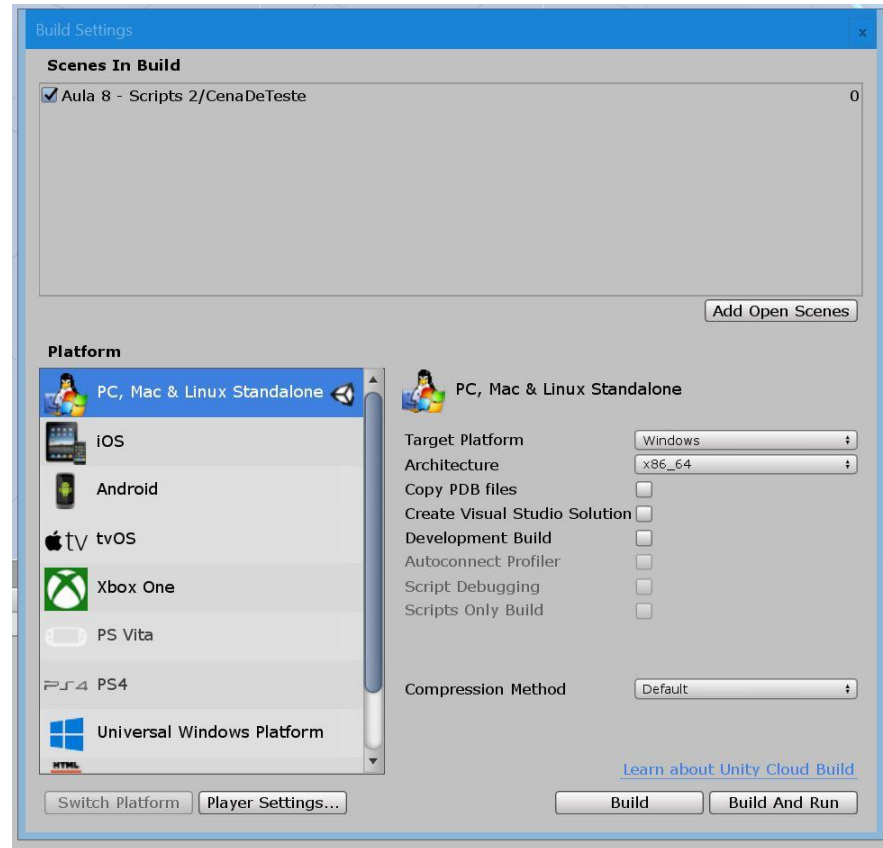 Build Settings
x
Scenes In Build
Aula 8 - Scripts 2/CenaDeTeste 0
Add Open Scenes
Platform
PC, Mac & Linux Standalone
iOS
Android
tv tvOS
Xbox One
PS Vita
PS4 PS4
Universal Windows Platform
HTML
PC, Mac & Linux Standalone
Target Platform Windows
Architecture x86_64
Copy PDB files
Create Visual Studio Solution
Development Build
Autoconnect Profiler
Script Debugging
Scripts Only Build
Compression Method Default
Learn about Unity Cloud Build
Switch Platform Player Settings... Build Build And Run